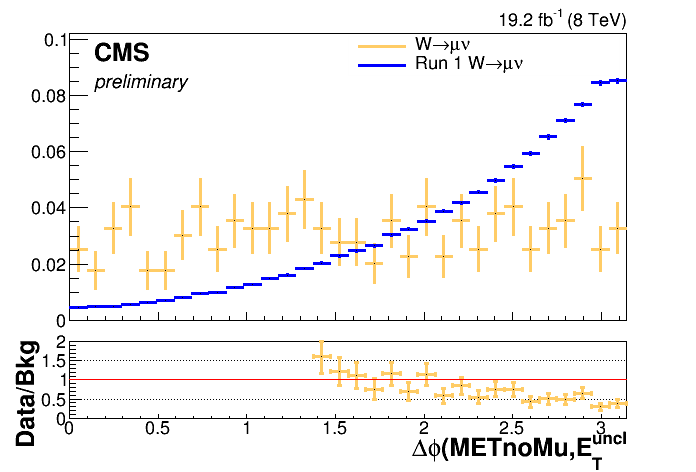 19.2 fb⁻¹ (8 TeV)
CMS
preliminary
W→μν
Run 1 W→μν
0.1
0.08
0.06
0.04
0.02
0
Data/Bkg
2
1.5
1
0.5
0
0 0.5 1 1.5 2 2.5 3
Δϕ(METnoMu,E_T^uncl